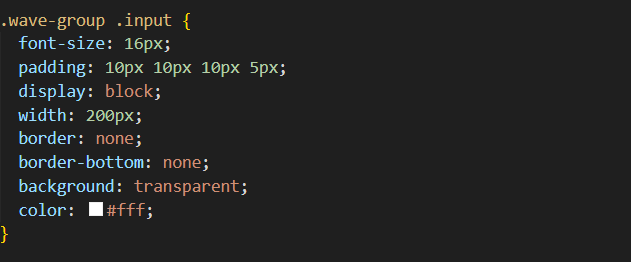 .wave-group .input {
  font-size: 16px;
  padding: 10px 10px 10px 5px;
  display: block;
  width: 200px;
  border: none;
  border-bottom: none;
  background: transparent;
  color: #fff;
}